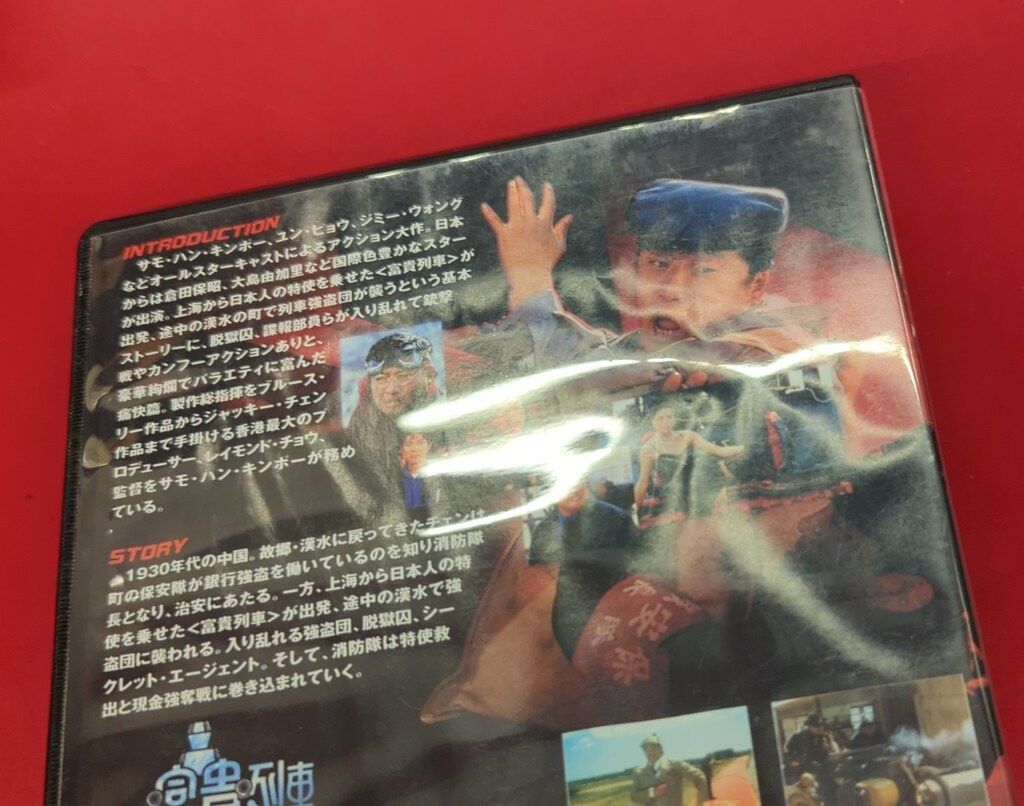 INTRODUCTION
サモ・ハン・キンポー、ユン・ピョウ、ジミー・ウォング
などオールスターキャストによるアクション大作。日本
からは倉田保昭、大島由加里など国際色豊かなスター
が出演。上海から日本人の特使を乗せた<富貴列車>が
出発、途中の漢水の町で列車強盗団が襲うという基本
ストーリーに、脱獄囚、諜報部員らが入り乱れて銃撃
戦やカンフーアクションありと、
豪華絢爛でバラエティに富んだ
痛快篇。製作総指揮をブルース・
リー作品からジャッキー・チェン
作品まで手掛ける香港最大のプ
ロデューサー、レイモンド・チョウ、
監督をサモ・ハン・キンポーが務め
ている。
STORY
1930年代の中国。故郷・漢水に戻ってきたチェンは
町の保安隊が銀行強盗を働いているのを知り消防隊
長となり、治安にあたる。一方、上海から日本人の特
使を乗せた<富貴列車>が出発、途中の漢水で強
盗団に襲われる。入り乱れる強盗団、脱獄囚、シー
クレット・エージェント。そして、消防隊は特使救
出と現金強奪戦に巻き込まれていく。
富貴列車